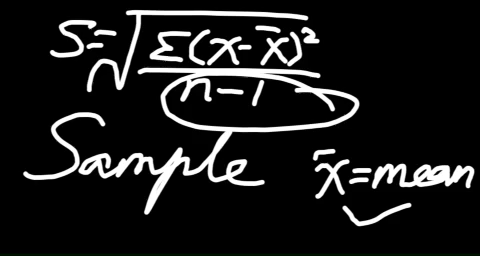 S=√Σ(x-x̄)²
n-1
Sample
x̄=mean